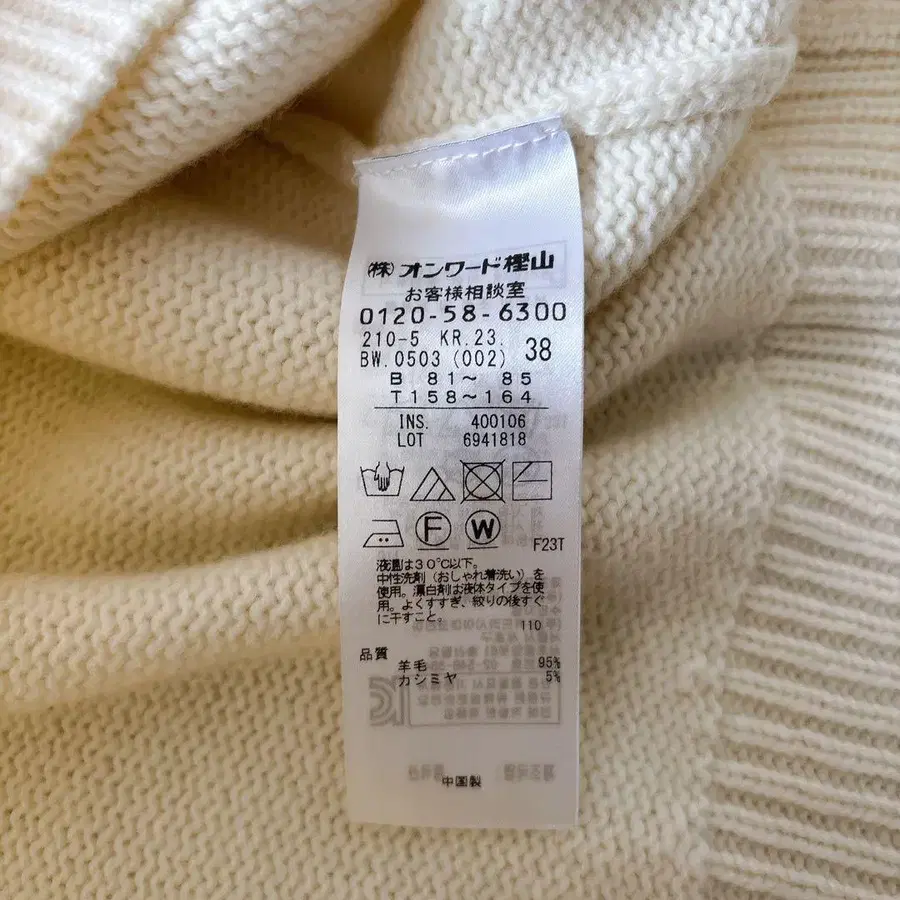 (株)オンワード樫山
お客様相談室
0120-58-6300
210-5 KR.23.
BW.0503 (002) 38
B 81~ 85
T158~164
INS. 400106
LOT 6941818
F W
F23T
液温は30℃以下。
中性洗剤(おしゃれ着洗い)を
使用。漂白剤は液体タイプを使
用。よくすすぎ、絞りの後すぐ
に干すこと。
110
品質
羊毛 95%
カシミヤ 5%
中国製